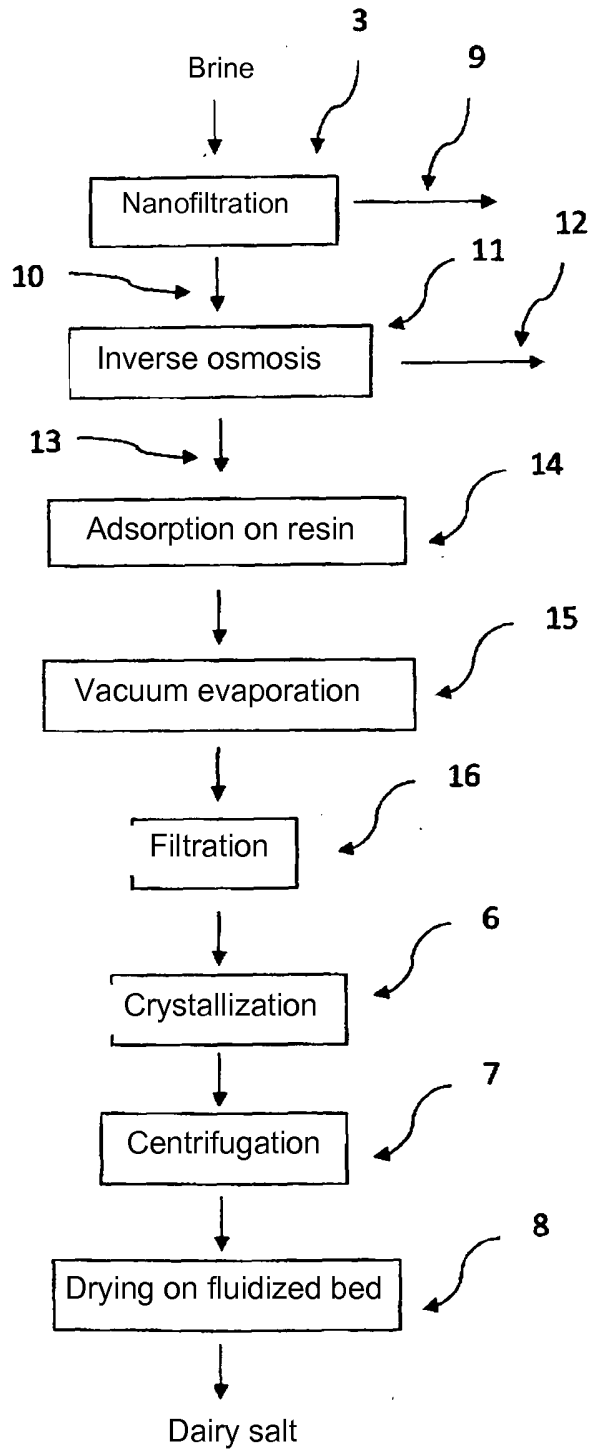 3
9
Brine
Nanofiltration
12
11
10
Inverse osmosis
13
14
Adsorption on resin
15
Vacuum evaporation
16
Filtration
6
Crystallization
7
Centrifugation
8
Drying on fluidized bed
Dairy salt